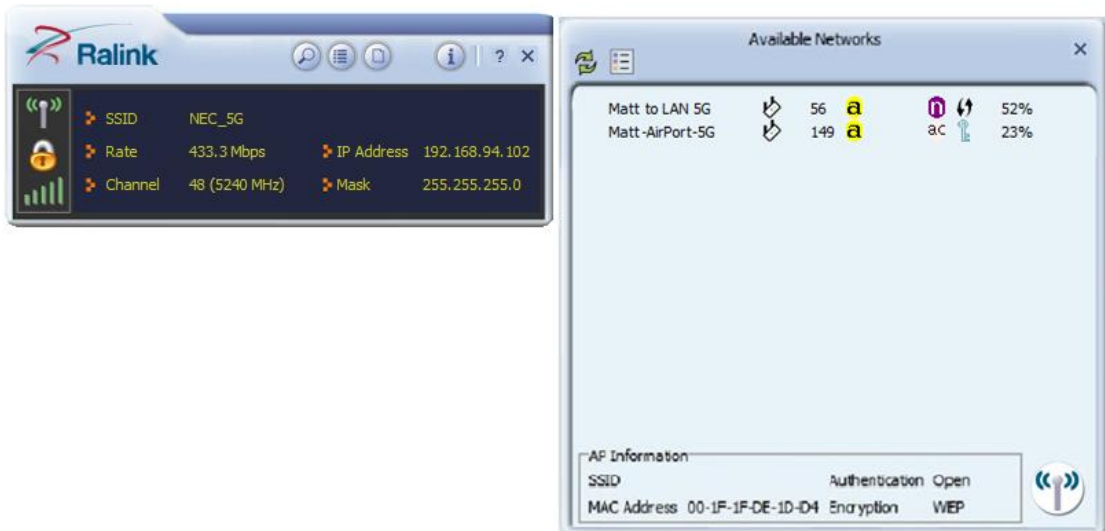 Ralink
? ×
SSID NEC_5G
Rate 433.3 Mbps IP Address 192.168.94.102
Channel 48 (5240 MHz) Mask 255.255.255.0
Available Networks ×
Matt to LAN 5G 56 a n 52%
Matt-AirPort-5G 149 a ac 23%
AP Information
SSID Authentication Open
MAC Address 00-1F-1F-DE-1D-D4 Encryption WEP